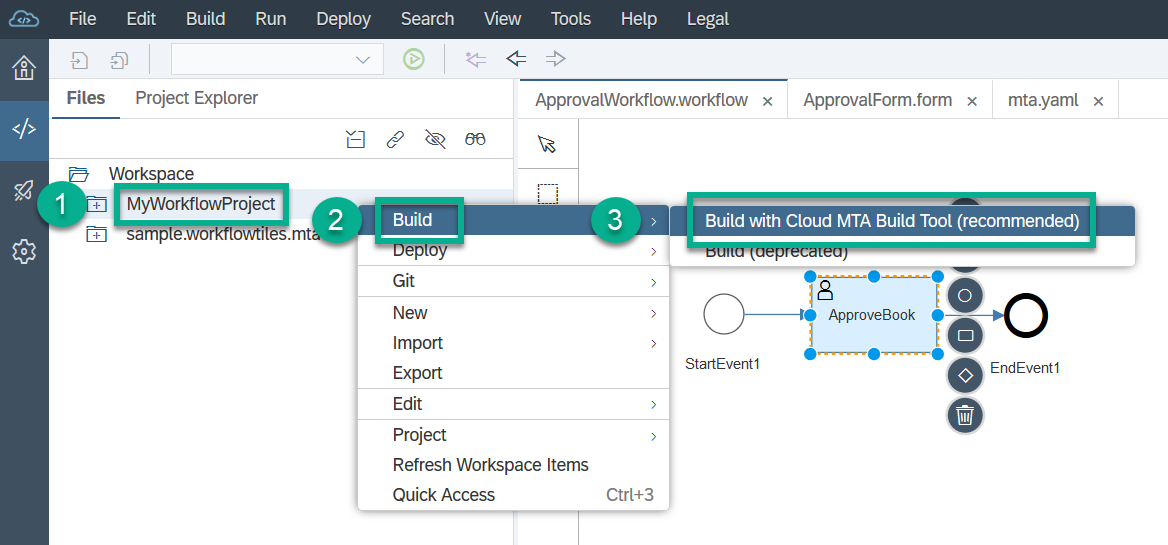 File Edit Build Run Deploy Search View Tools Help Legal
Files Project Explorer
ApprovalWorkflow.workflow × ApprovalForm.form × mta.yaml ×
Workspace
1 MyWorkflowProject
sample.workflowtiles.mta
2 Build
3 Build with Cloud MTA Build Tool (recommended)
Build (deprecated)
Deploy
Git
New
Import
Export
Edit
Project
Refresh Workspace Items
Quick Access Ctrl+3
ApproveBook
StartEvent1
EndEvent1